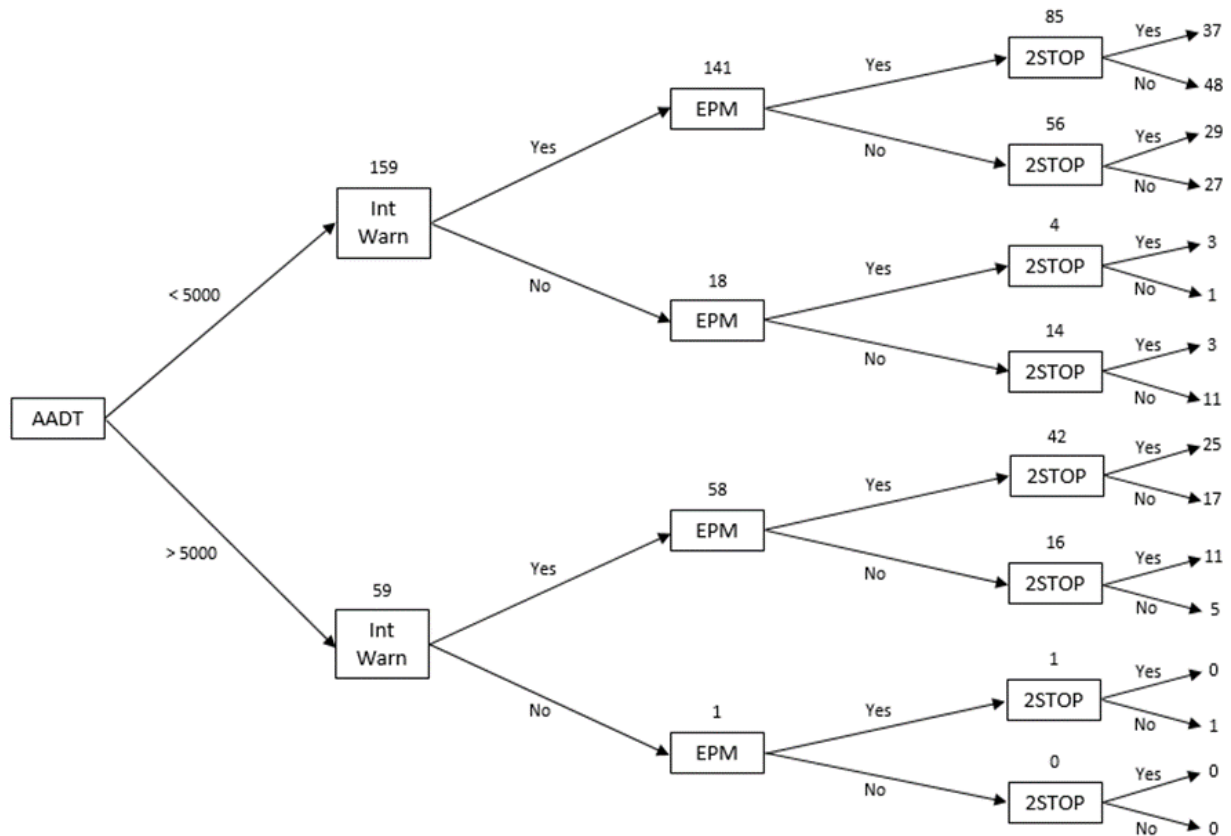 85
Yes
37
2STOP
No
48
141
Yes
EPM
No
56
Yes
29
2STOP
No
27
159
Yes
Int
Warn
No
4
Yes
3
2STOP
No
1
18
Yes
EPM
No
14
Yes
3
2STOP
No
11
< 5000
AADT
> 5000
42
Yes
25
2STOP
No
17
58
Yes
EPM
No
16
Yes
11
2STOP
No
5
59
Yes
Int
Warn
No
1
Yes
0
2STOP
No
1
1
Yes
EPM
No
0
Yes
0
2STOP
No
0